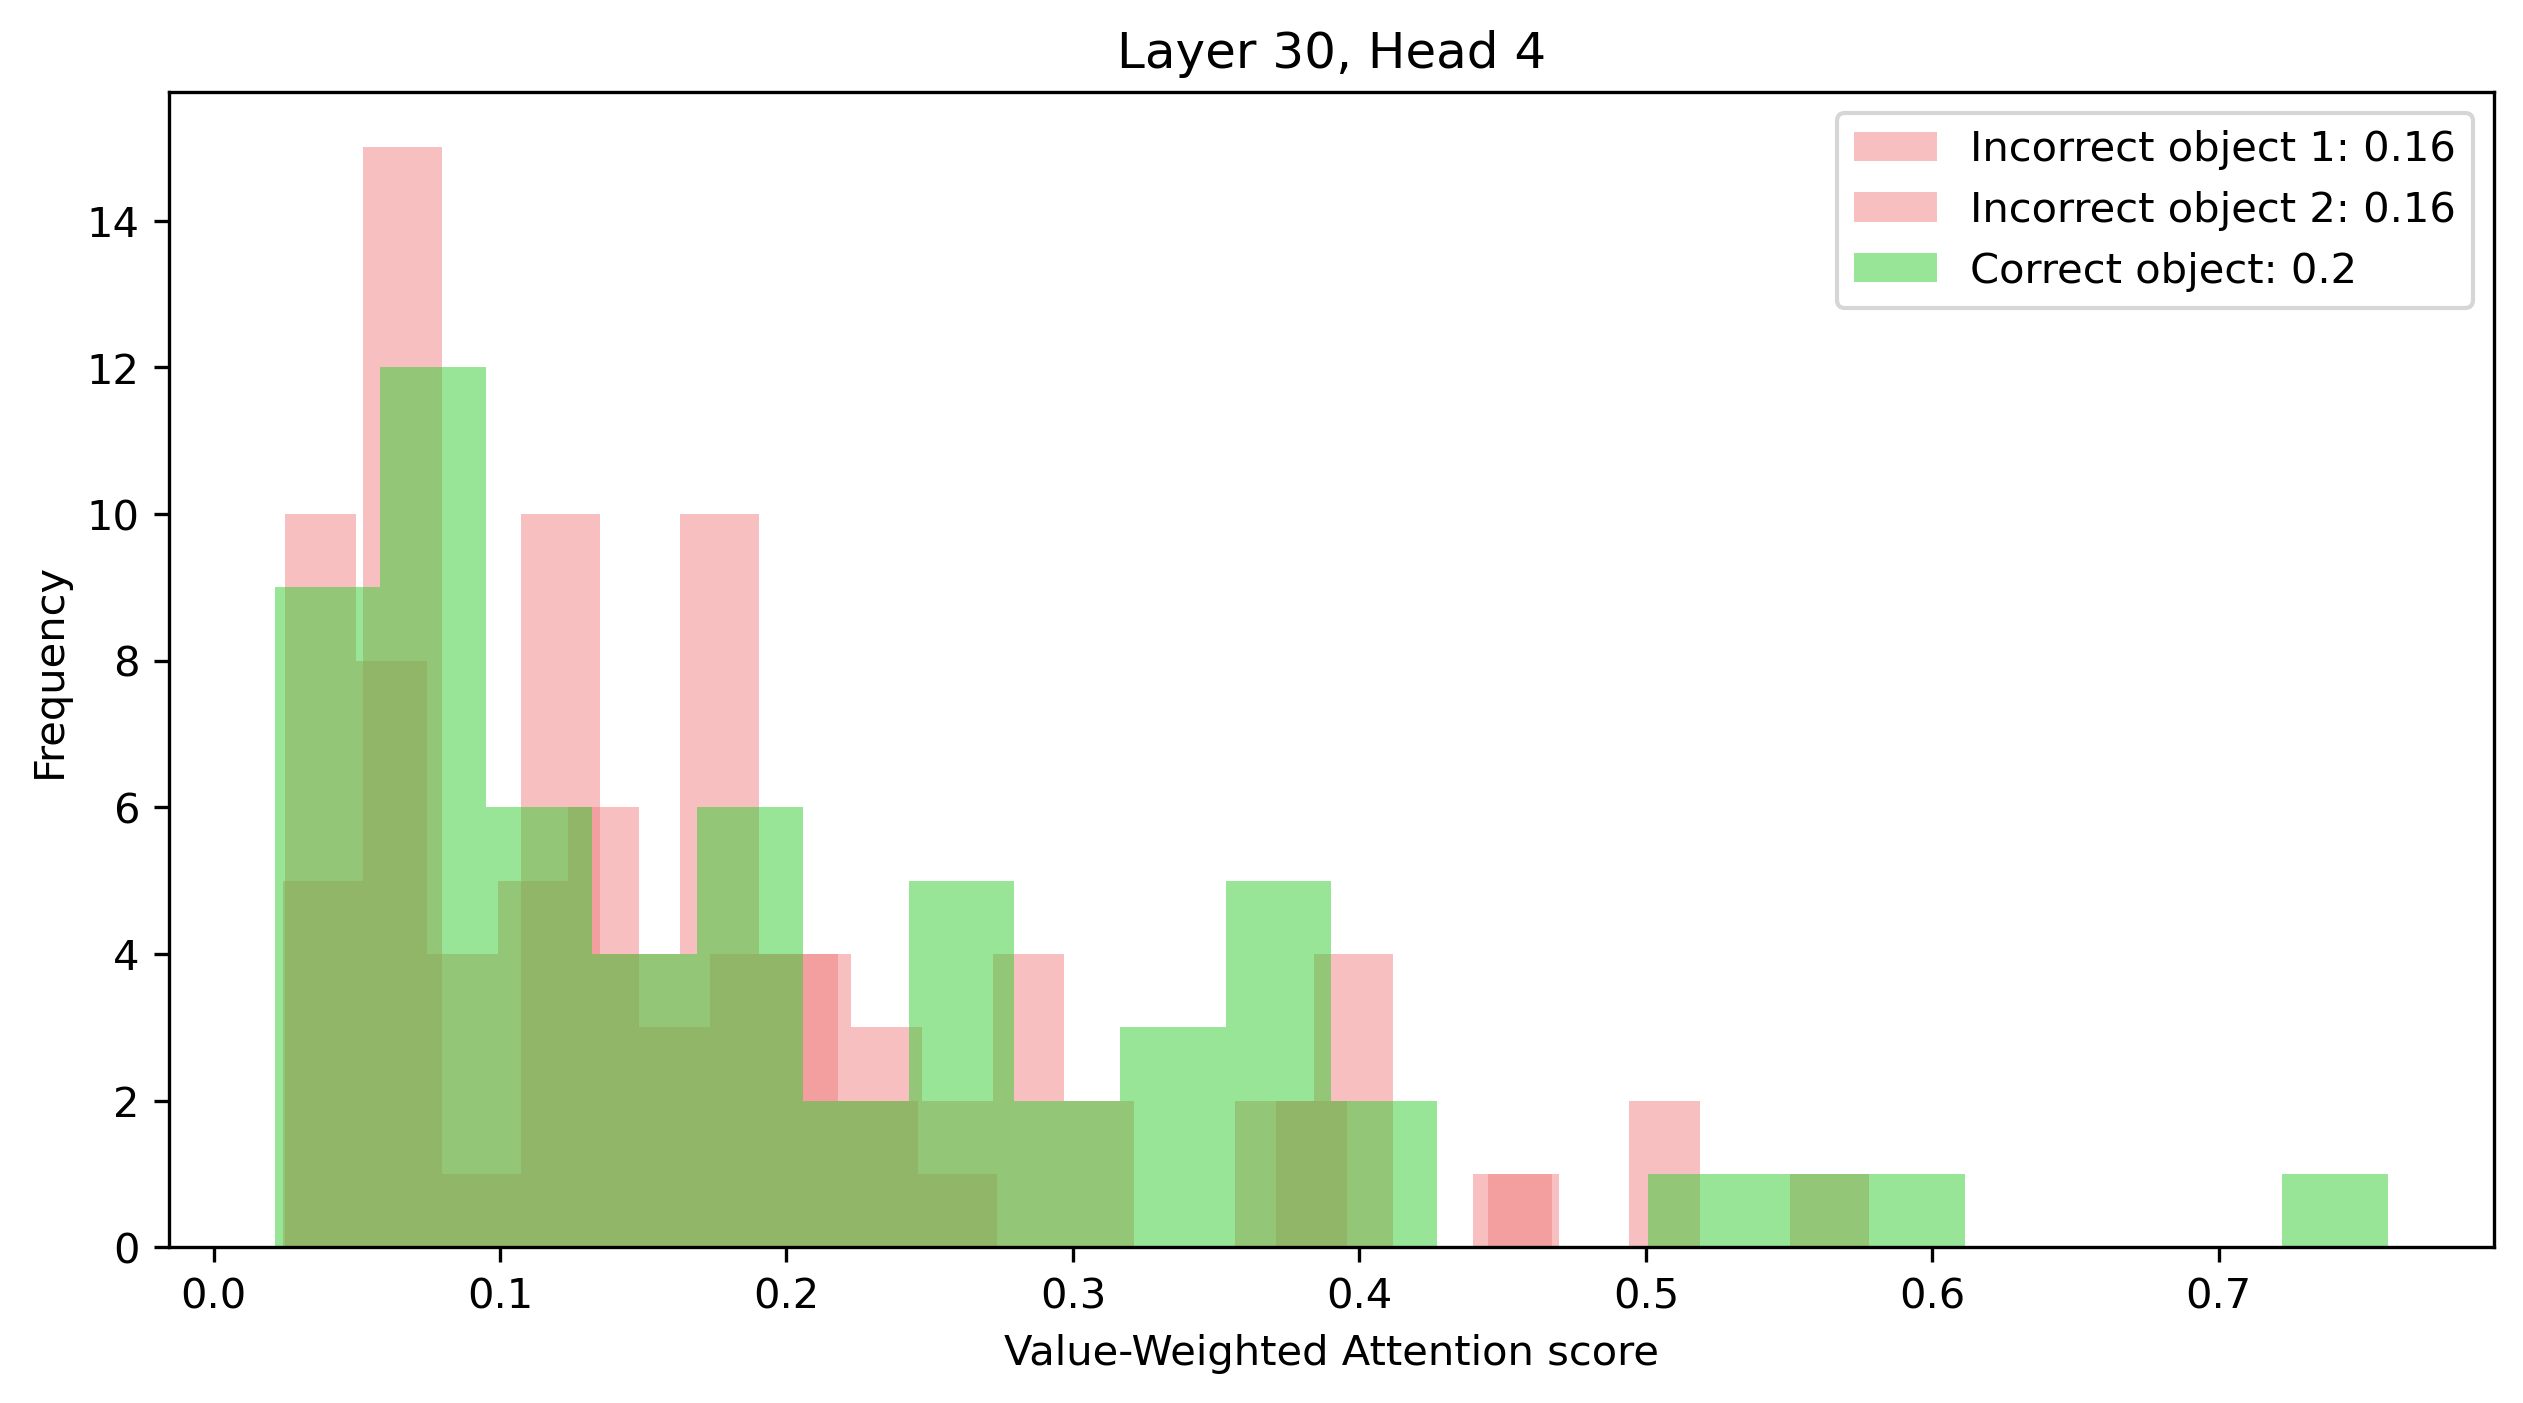 Layer 30, Head 4
Incorrect object 1: 0.16
Incorrect object 2: 0.16
Correct object: 0.2
Frequency
14
12
10
8
6
4
2
0
0.0 0.1 0.2 0.3 0.4 0.5 0.6 0.7
Value-Weighted Attention score